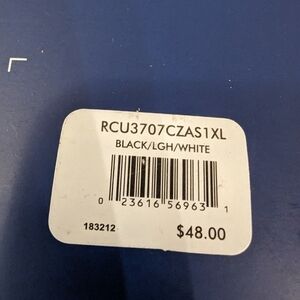 RCU3707CZAS1XL
BLACK/LGH/WHITE
0 23616 56963 1
183212 $48.00